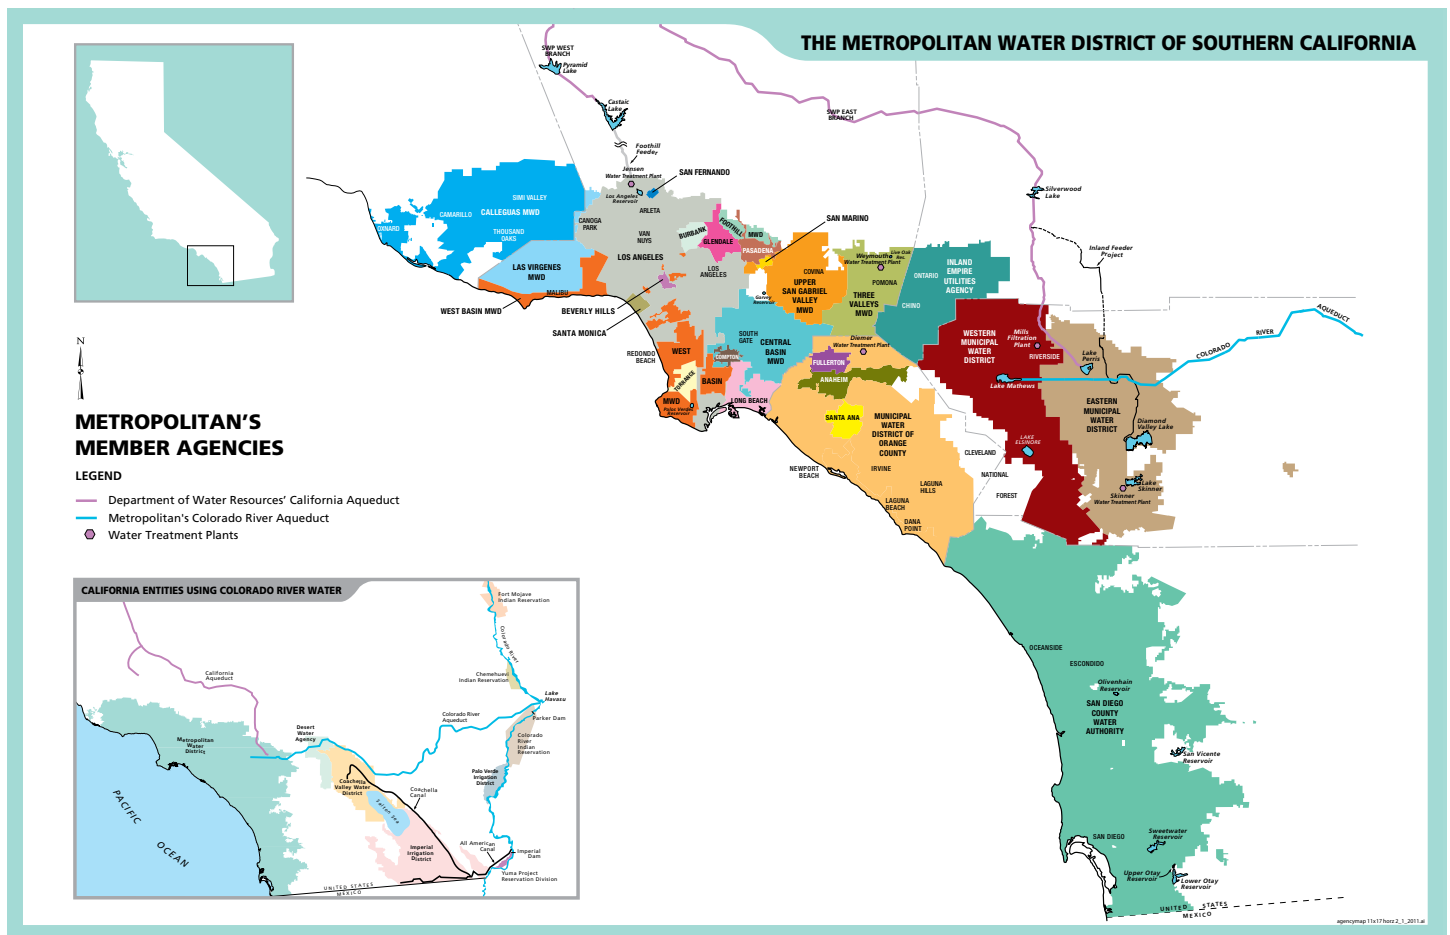 THE METROPOLITAN WATER DISTRICT OF SOUTHERN CALIFORNIA
SWP WEST
BRANCH
Pyramid
Lake
Castaic
Lake
SWP EAST
BRANCH
Foothill
Feeder
Jensen
Water Treatment Plant
SAN FERNANDO
Los Angeles
Reservoir
Silverwood
Lake
Inland Feeder
Project
SIMI VALLEY
CAMARILLO
CALLEGUAS MWD
OXNARD
THOUSAND
OAKS
CANOGA
PARK
ARLETA
VAN
NUYS
BURBANK
GLENDALE
FOOTHILL
MWD
PASADENA
SAN MARINO
LOS ANGELES
LOS
ANGELES
LAS VIRGENES
MWD
MALIBU
WEST BASIN MWD
BEVERLY HILLS
SANTA MONICA
COVINA
UPPER
SAN GABRIEL
VALLEY
MWD
Garvey
Reservoir
Live Oak
Res.
Weymouth
Water Treatment Plant
POMONA
THREE
VALLEYS
MWD
ONTARIO
INLAND
EMPIRE
UTILITIES
AGENCY
CHINO
SOUTH
GATE
CENTRAL
BASIN
MWD
Diemer
Water Treatment Plant
REDONDO
BEACH
WEST
COMPTON
TORRANCE
BASIN
MWD
Palos Verdes
Reservoir
LONG BEACH
FULLERTON
ANAHEIM
SANTA ANA
MUNICIPAL
WATER
DISTRICT OF
ORANGE
COUNTY
IRVINE
NEWPORT
BEACH
LAGUNA
HILLS
LAGUNA
BEACH
DANA
POINT
WESTERN
MUNICIPAL
WATER
DISTRICT
Mills
Filtration
Plant
RIVERSIDE
Lake
Perris
Lake Mathews
COLORADO
RIVER
AQUEDUCT
EASTERN
MUNICIPAL
WATER
DISTRICT
Diamond
Valley Lake
LAKE
ELSINORE
CLEVELAND
NATIONAL
FOREST
Lake
Skinner
Skinner
Water Treatment Plant
OCEANSIDE
ESCONDIDO
Olivenhain
Reservoir
SAN DIEGO
COUNTY
WATER
AUTHORITY
San Vicente
Reservoir
SAN DIEGO
Sweetwater
Reservoir
Upper Otay
Reservoir
Lower Otay
Reservoir
UNITED STATES
MEXICO
N
METROPOLITAN'S
MEMBER AGENCIES
LEGEND
Department of Water Resources' California Aqueduct
Metropolitan's Colorado River Aqueduct
Water Treatment Plants
CALIFORNIA ENTITIES USING COLORADO RIVER WATER
Fort Mojave
Indian Reservation
Colorado River
Chemehuevi
Indian Reservation
California
Aqueduct
Lake
Havasu
Colorado River
Aqueduct
Parker Dam
Desert
Water
Agency
Metropolitan
Water
District
Colorado
River
Indian
Reservation
Palo Verde
Irrigation
District
Coachella
Valley Water
District
Coachella
Canal
Salton Sea
PACIFIC
OCEAN
Imperial
Irrigation
District
All American
Canal
Imperial
Dam
Yuma Project
Reservation Division
UNITED STATES
MEXICO
agencymap 11x17 horz 2_1_2011.ai